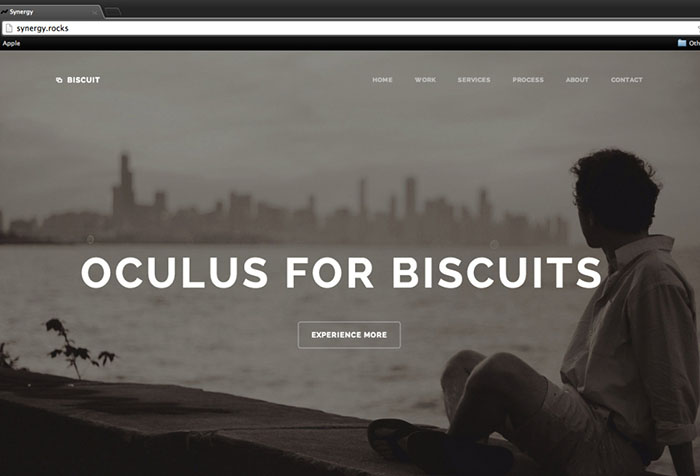 Synergy
synergy.rocks
Apple
Oth
BISCUIT
HOME WORK SERVICES PROCESS ABOUT CONTACT
OCULUS FOR BISCUITS
EXPERIENCE MORE